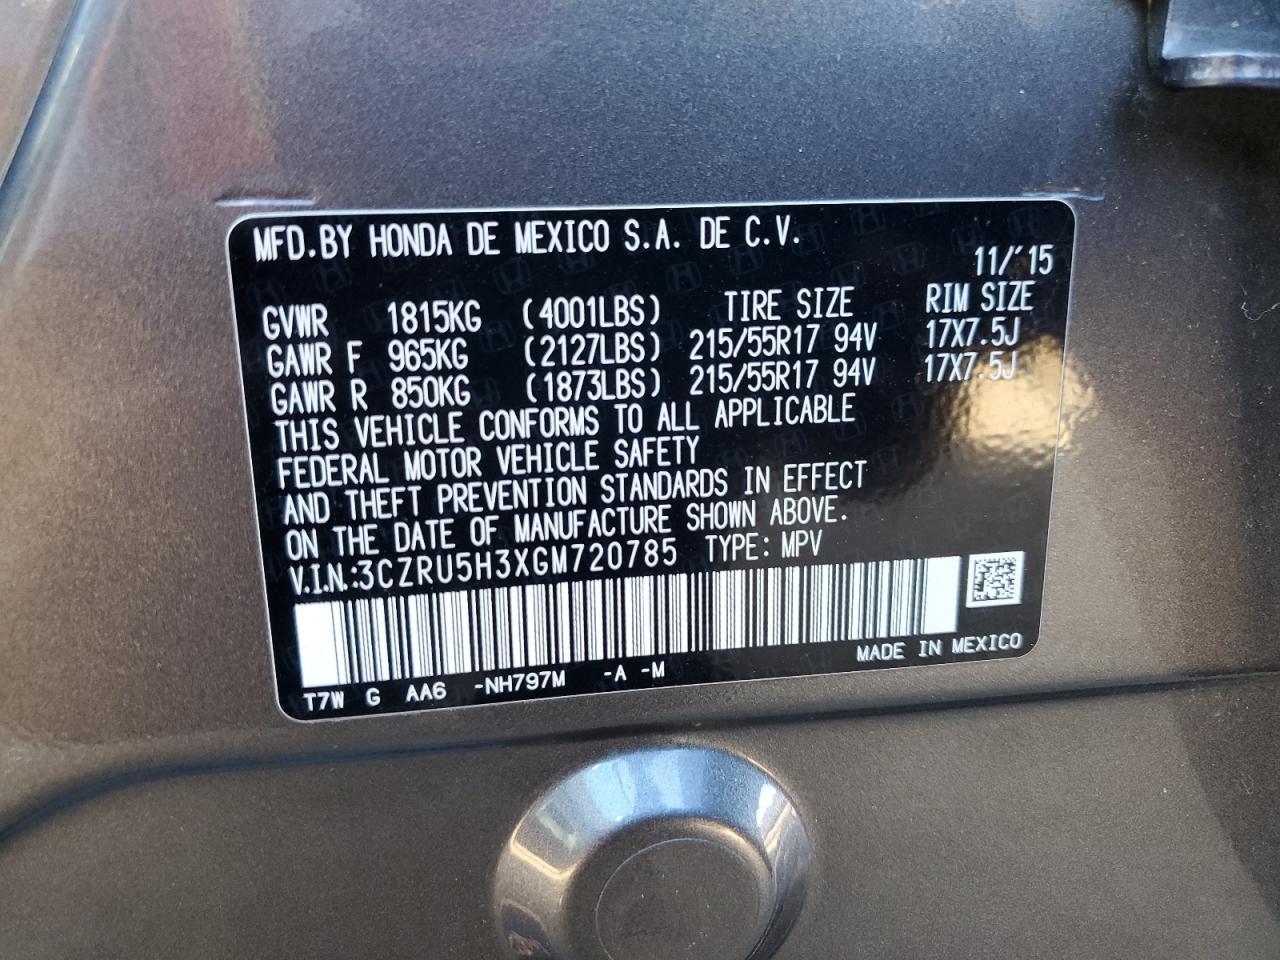 MFD.BY HONDA DE MEXICO S.A. DE C.V.
11/'15
GVWR 1815KG (4001LBS) TIRE SIZE RIM SIZE
GAWR F 965KG (2127LBS) 215/55R17 94V 17X7.5J
GAWR R 850KG (1873LBS) 215/55R17 94V 17X7.5J
THIS VEHICLE CONFORMS TO ALL APPLICABLE
FEDERAL MOTOR VEHICLE SAFETY
AND THEFT PREVENTION STANDARDS IN EFFECT
ON THE DATE OF MANUFACTURE SHOWN ABOVE.
V.I.N.:3CZRU5H3XGM720785 TYPE: MPV
MADE IN MEXICO
T7W G AA6 -NH797M -A -M